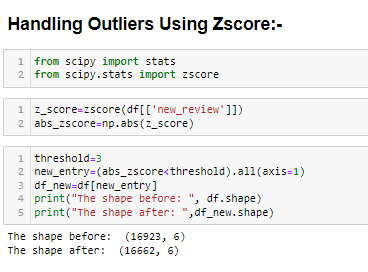 Handling Outliers Using Zscore:-
1 from scipy import stats
2 from scipy.stats import zscore
1 z_score=zscore(df[['new_review']])
2 abs_zscore=np.abs(z_score)
1 threshold=3
2 new_entry=(abs_zscore<threshold).all(axis=1)
3 df_new=df[new_entry]
4 print("The shape before: ", df.shape)
5 print("The shape after: ",df_new.shape)
The shape before:  (16923, 6)
The shape after:  (16662, 6)